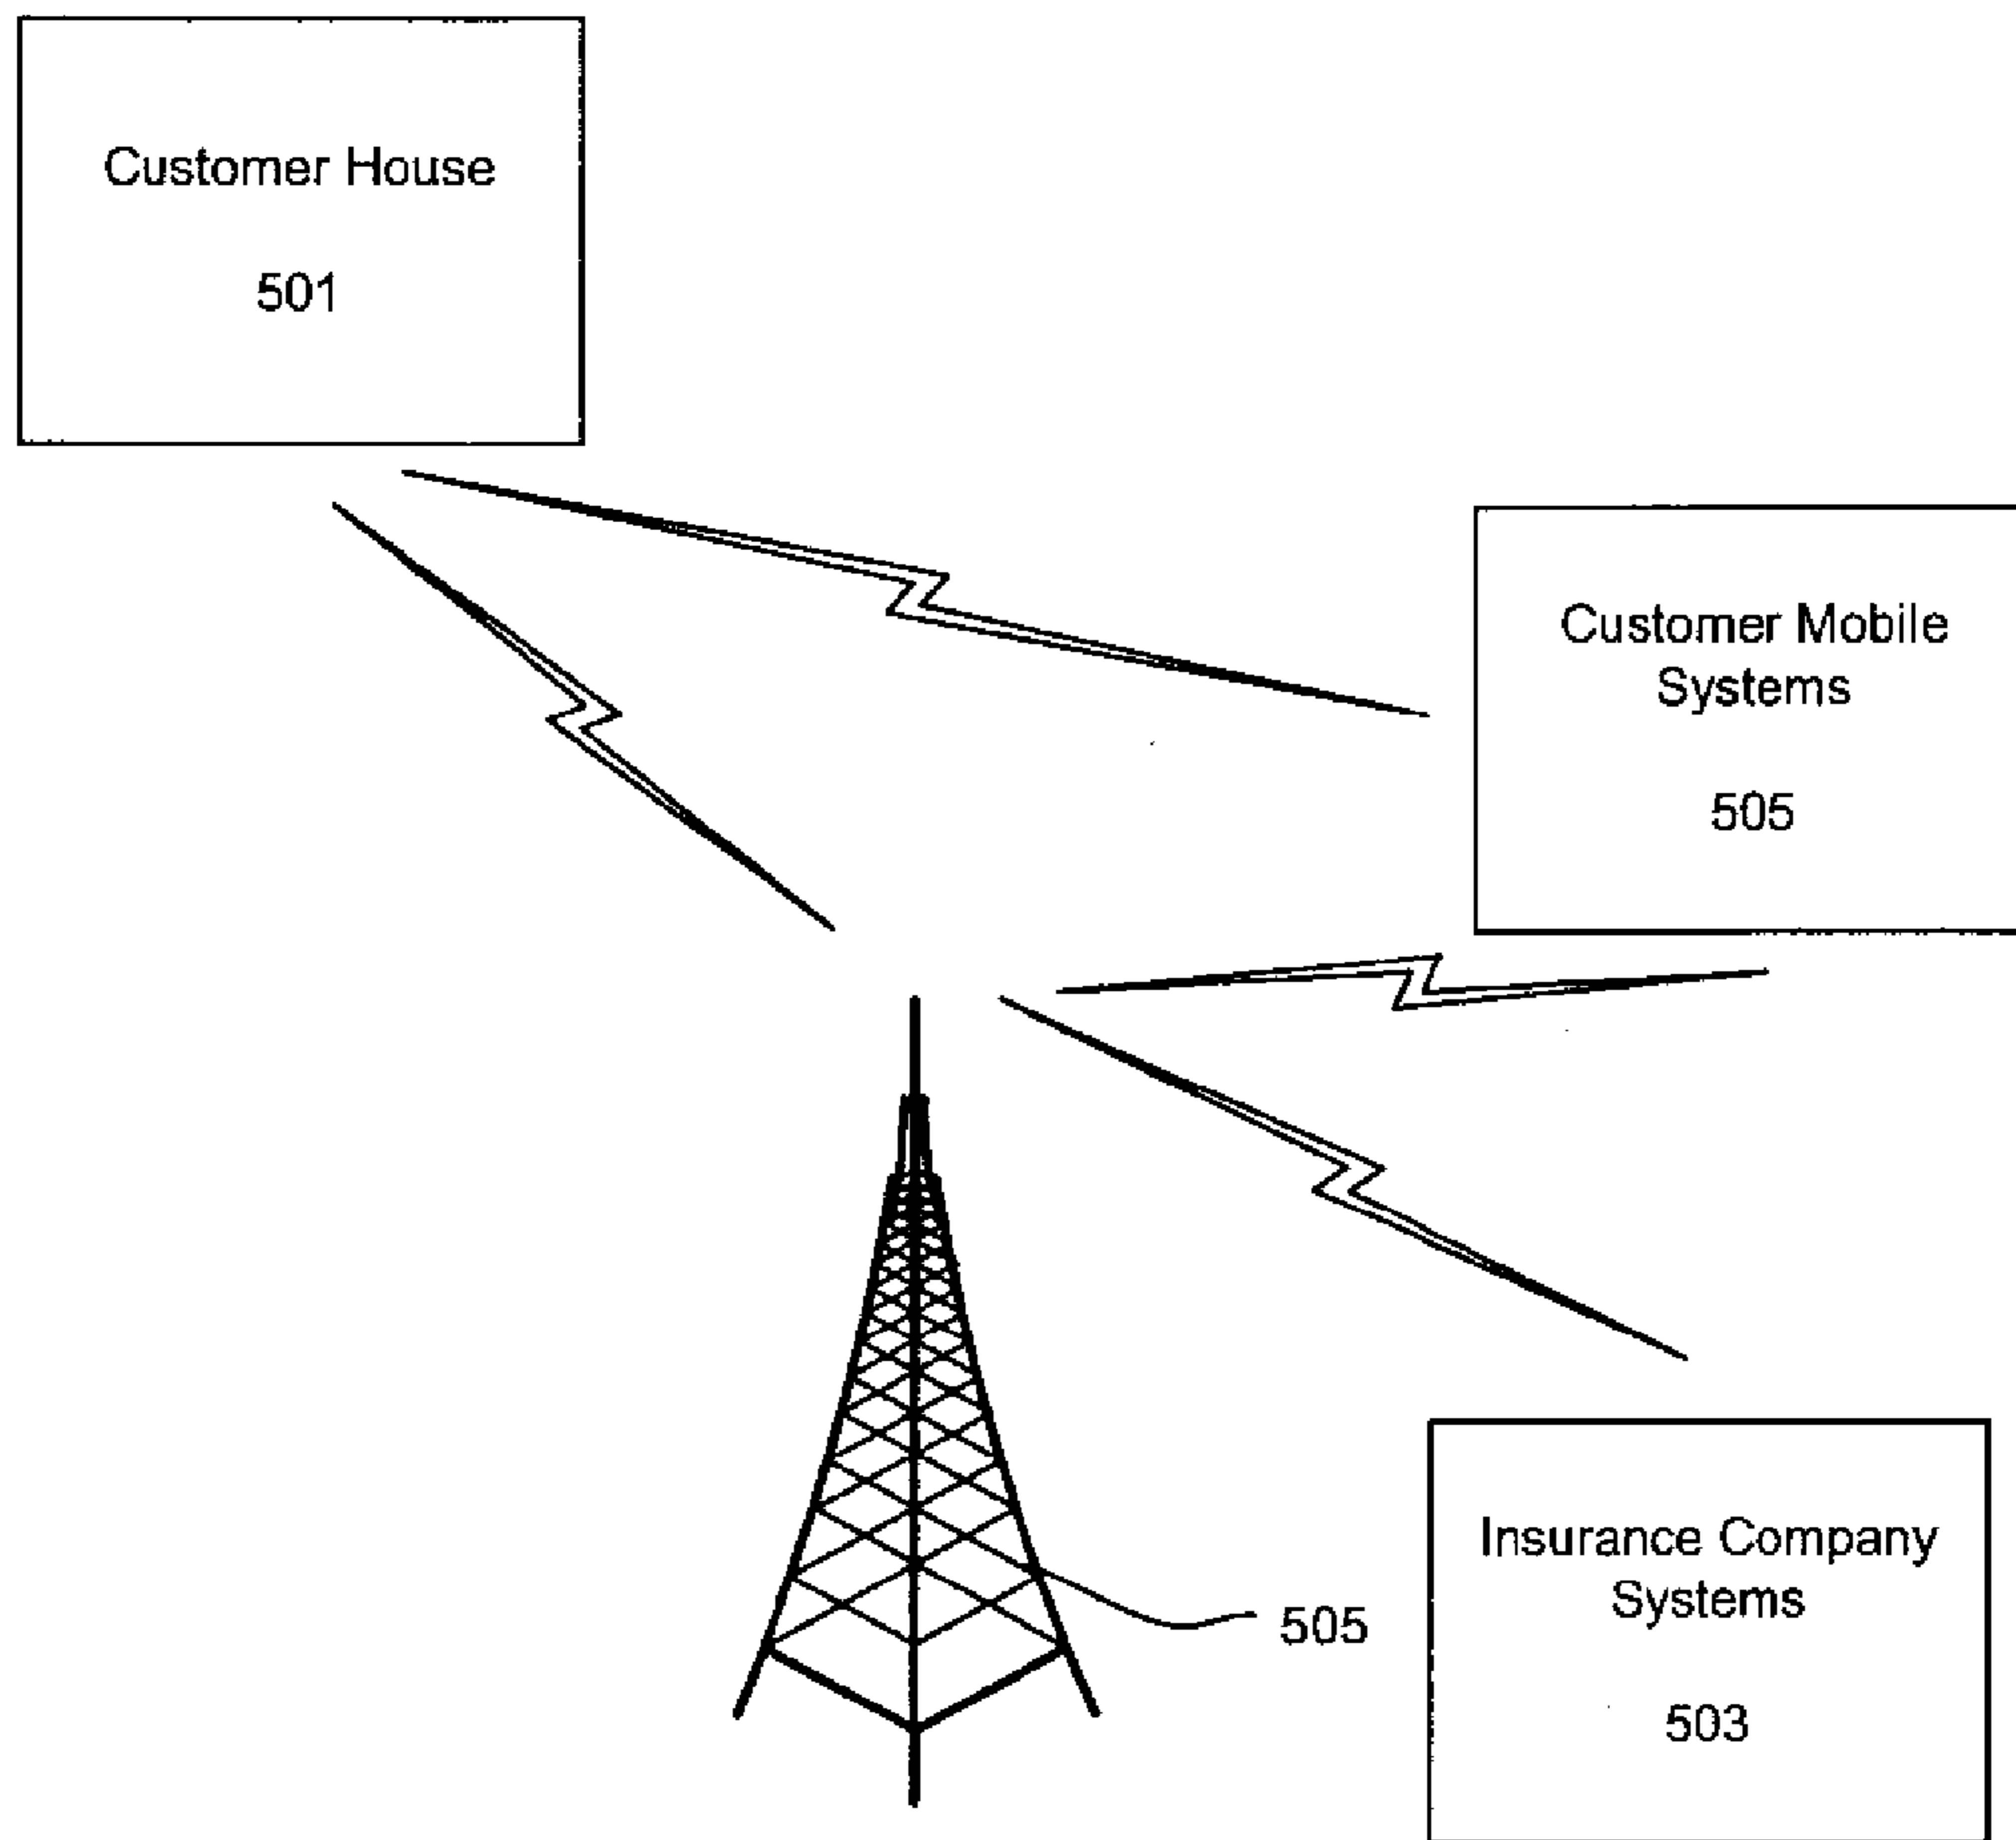 Customer House
501
Customer Mobile
Systems
505
505
Insurance Company
Systems
503